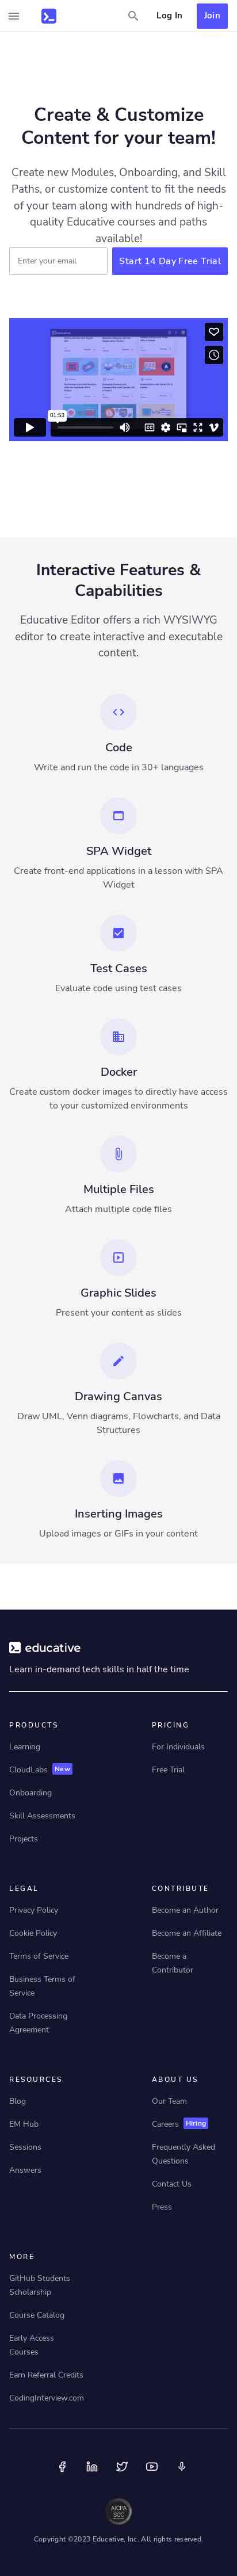 Log In
Join
Create & Customize
Content for your team!
Create new Modules, Onboarding, and Skill
Paths, or customize content to fit the needs
of your team along with hundreds of high-
quality Educative courses and paths
available!
Enter your email
Start 14 Day Free Trial
01:53
Interactive Features &
Capabilities
Educative Editor offers a rich WYSIWYG
editor to create interactive and executable
content.
Code
Write and run the code in 30+ languages
SPA Widget
Create front-end applications in a lesson with SPA
Widget
Test Cases
Evaluate code using test cases
Docker
Create custom docker images to directly have access
to your customized environments
Multiple Files
Attach multiple code files
Graphic Slides
Present your content as slides
Drawing Canvas
Draw UML, Venn diagrams, Flowcharts, and Data
Structures
Inserting Images
Upload images or GIFs in your content
educative
Learn in-demand tech skills in half the time
PRODUCTS
Learning
CloudLabs New
Onboarding
Skill Assessments
Projects
PRICING
For Individuals
Free Trial
LEGAL
Privacy Policy
Cookie Policy
Terms of Service
Business Terms of
Service
Data Processing
Agreement
CONTRIBUTE
Become an Author
Become an Affiliate
Become a
Contributor
RESOURCES
Blog
EM Hub
Sessions
Answers
ABOUT US
Our Team
Careers Hiring
Frequently Asked
Questions
Contact Us
Press
MORE
GitHub Students
Scholarship
Course Catalog
Early Access
Courses
Earn Referral Credits
CodingInterview.com
AICPA
SOC
Copyright ©2023 Educative, Inc. All rights reserved.